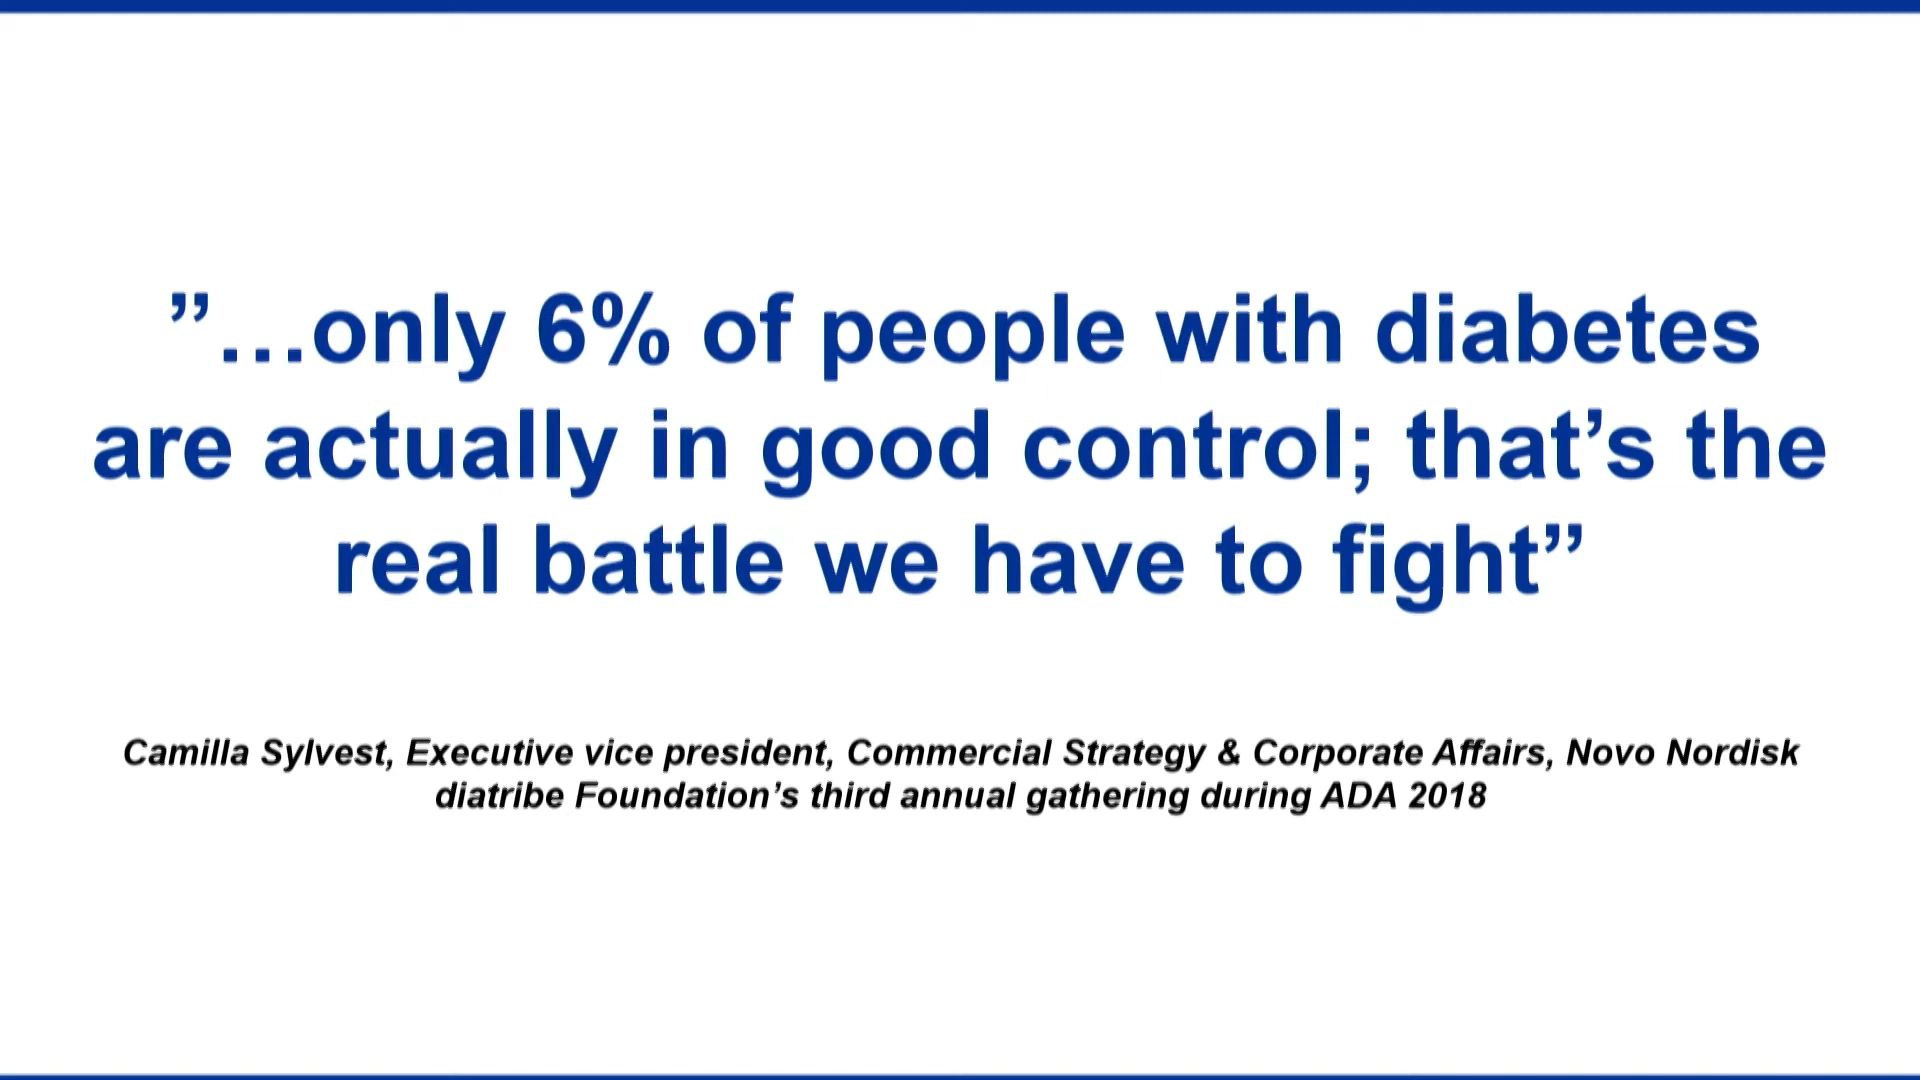 ”…only 6% of people with diabetes
are actually in good control; that’s the
real battle we have to fight”
Camilla Sylvest, Executive vice president, Commercial Strategy & Corporate Affairs, Novo Nordisk
diatribe Foundation’s third annual gathering during ADA 2018